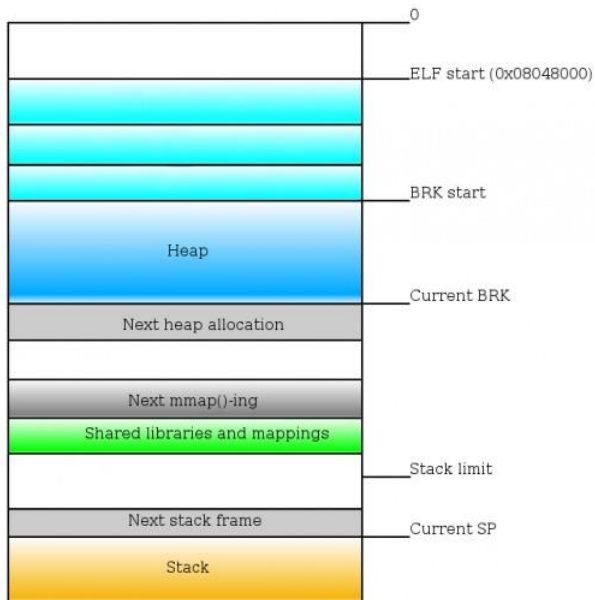 0
ELF start (0x08048000)
BRK start
Heap
Current BRK
Next heap allocation
Next mmap()-ing
Shared libraries and mappings
Stack limit
Next stack frame
Current SP
Stack